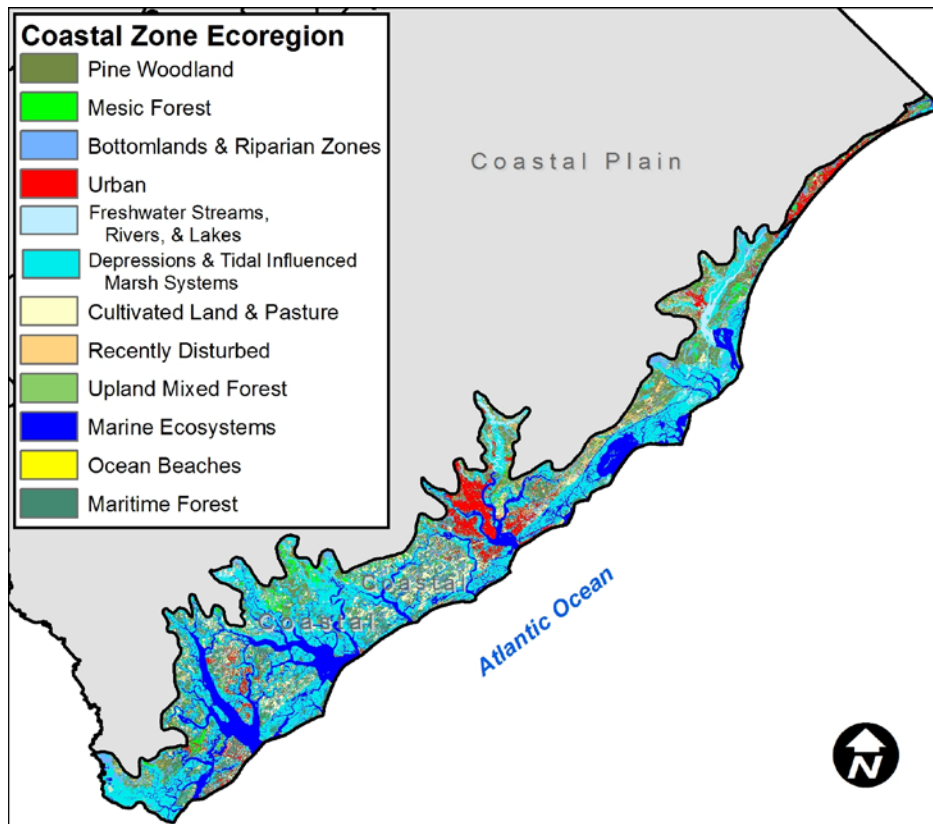 Coastal Zone Ecoregion
Pine Woodland
Mesic Forest
Bottomlands & Riparian Zones
Urban
Freshwater Streams,
Rivers, & Lakes
Depressions & Tidal Influenced
Marsh Systems
Cultivated Land & Pasture
Recently Disturbed
Upland Mixed Forest
Marine Ecosystems
Ocean Beaches
Maritime Forest
Coastal Plain
Coastal
Coastal
Atlantic Ocean
N